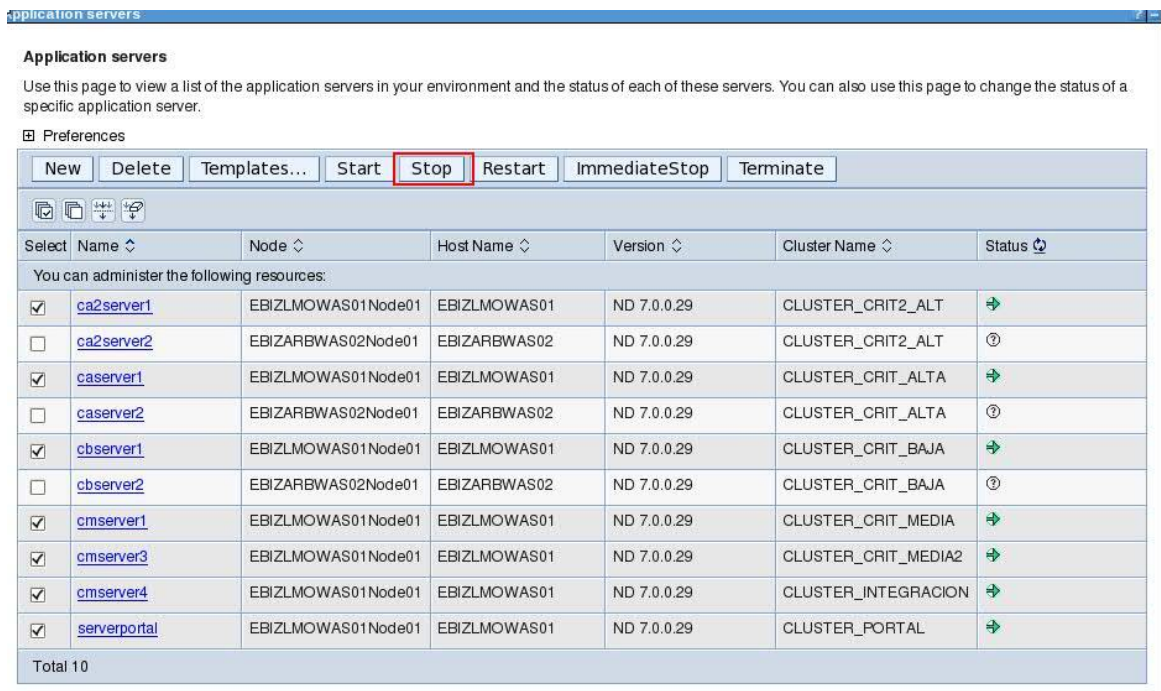 Application servers
Application servers
Use this page to view a list of the application servers in your environment and the status of each of these servers. You can also use this page to change the status of a
specific application server.
Preferences
New Delete Templates... Start Stop Restart ImmediateStop Terminate
Select Name Node Host Name Version Cluster Name Status
You can administer the following resources:
ca2server1 EBIZLMOWAS01Node01 EBIZLMOWAS01 ND 7.0.0.29 CLUSTER_CRIT2_ALT
ca2server2 EBIZARBWAS02Node01 EBIZARBWAS02 ND 7.0.0.29 CLUSTER_CRIT2_ALT
caserver1 EBIZLMOWAS01Node01 EBIZLMOWAS01 ND 7.0.0.29 CLUSTER_CRIT_ALTA
caserver2 EBIZARBWAS02Node01 EBIZARBWAS02 ND 7.0.0.29 CLUSTER_CRIT_ALTA
cbserver1 EBIZLMOWAS01Node01 EBIZLMOWAS01 ND 7.0.0.29 CLUSTER_CRIT_BAJA
cbserver2 EBIZARBWAS02Node01 EBIZARBWAS02 ND 7.0.0.29 CLUSTER_CRIT_BAJA
cmserver1 EBIZLMOWAS01Node01 EBIZLMOWAS01 ND 7.0.0.29 CLUSTER_CRIT_MEDIA
cmserver3 EBIZLMOWAS01Node01 EBIZLMOWAS01 ND 7.0.0.29 CLUSTER_CRIT_MEDIA2
cmserver4 EBIZLMOWAS01Node01 EBIZLMOWAS01 ND 7.0.0.29 CLUSTER_INTEGRACION
serverportal EBIZLMOWAS01Node01 EBIZLMOWAS01 ND 7.0.0.29 CLUSTER_PORTAL
Total 10